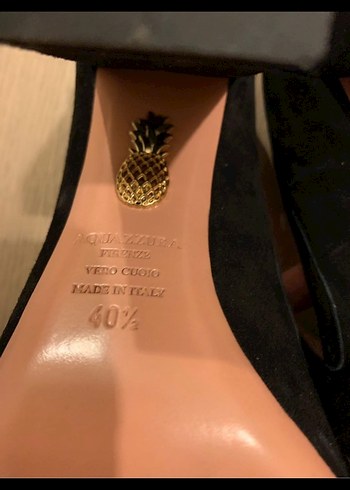 AQUAZZURA
FIRENZE
VERO CUOIO
MADE IN ITALY
40½